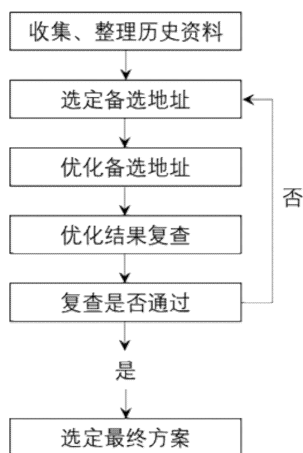 收集、整理历史资料
选定备选地址
优化备选地址
否
优化结果复查
复查是否通过
是
选定最终方案